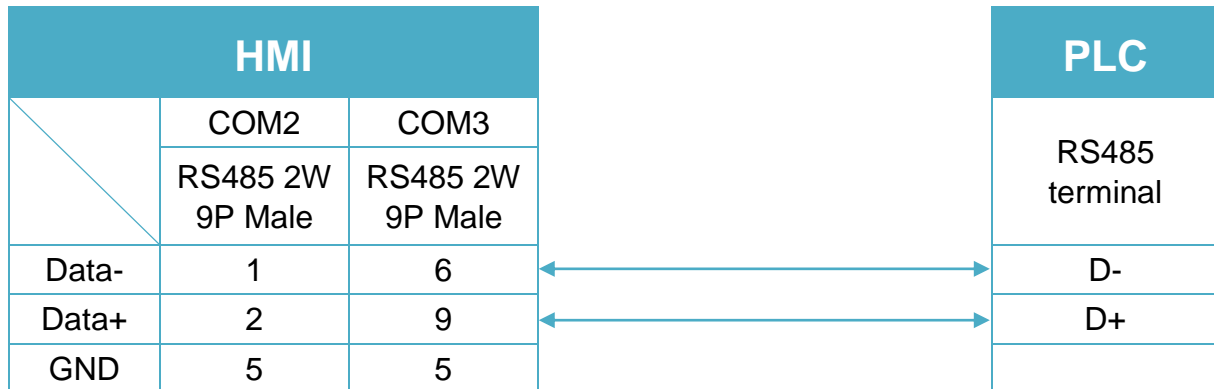 HMI PLC
COM2 COM3
RS485 2W RS485 2W RS485
9P Male 9P Male terminal
Data- 1 6 D-
Data+ 2 9 D+
GND 5 5